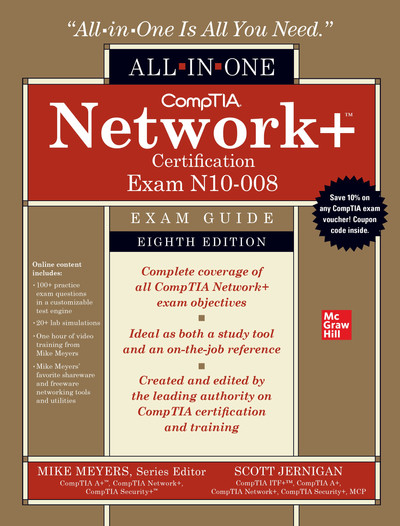 “All-in-One Is All You Need.”
ALL-IN-ONE
CompTIA
Network+™
Certification
Exam N10-008
Save 10% on
any CompTIA exam
voucher! Coupon
code inside.
EXAM GUIDE
EIGHTH EDITION
Online content
includes:
• 100+ practice
exam questions
in a customizable
test engine
• 20+ lab simulations
• One hour of video
training from
Mike Meyers
• Mike Meyers’
favorite shareware
and freeware
networking tools
and utilities
Complete coverage of
all CompTIA Network+
exam objectives
Ideal as both a study tool
and an on-the-job reference
Created and edited by
the leading authority on
CompTIA certification
and training
Mc
Graw
Hill
MIKE MEYERS, Series Editor
CompTIA A+™, CompTIA Network+,
CompTIA Security+™
SCOTT JERNIGAN
CompTIA ITF+™, CompTIA A+,
CompTIA Network+, CompTIA Security+, MCP